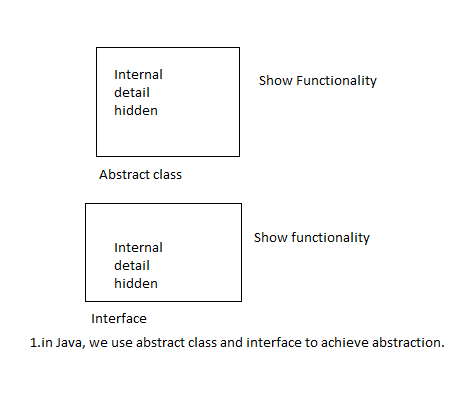 Internal
detail
hidden
Show Functionality
Abstract class
Internal
detail
hidden
Show functionality
Interface
1.in Java, we use abstract class and interface to achieve abstraction.